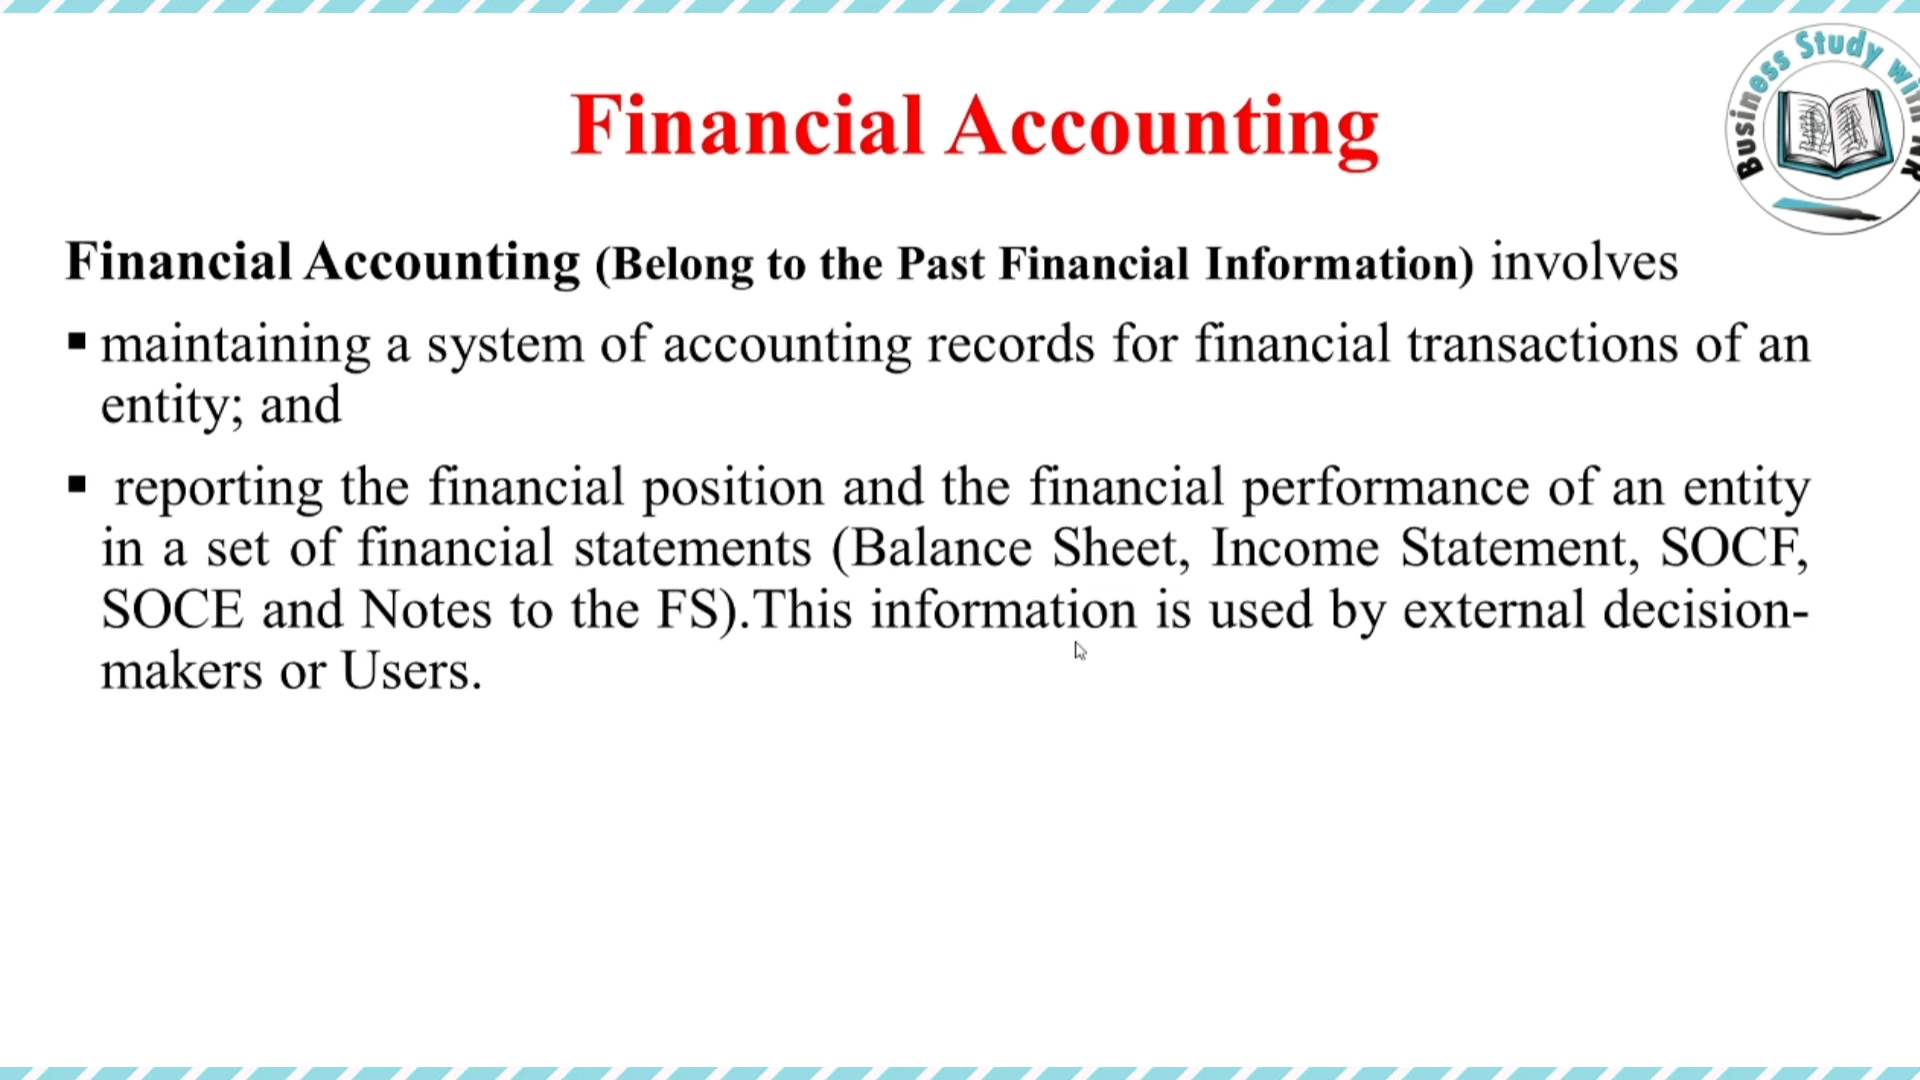 Business Study With NR
Financial Accounting
Financial Accounting (Belong to the Past Financial Information) involves
▪ maintaining a system of accounting records for financial transactions of an
entity; and
▪ reporting the financial position and the financial performance of an entity
in a set of financial statements (Balance Sheet, Income Statement, SOCF,
SOCE and Notes to the FS).This information is used by external decision-
makers or Users.